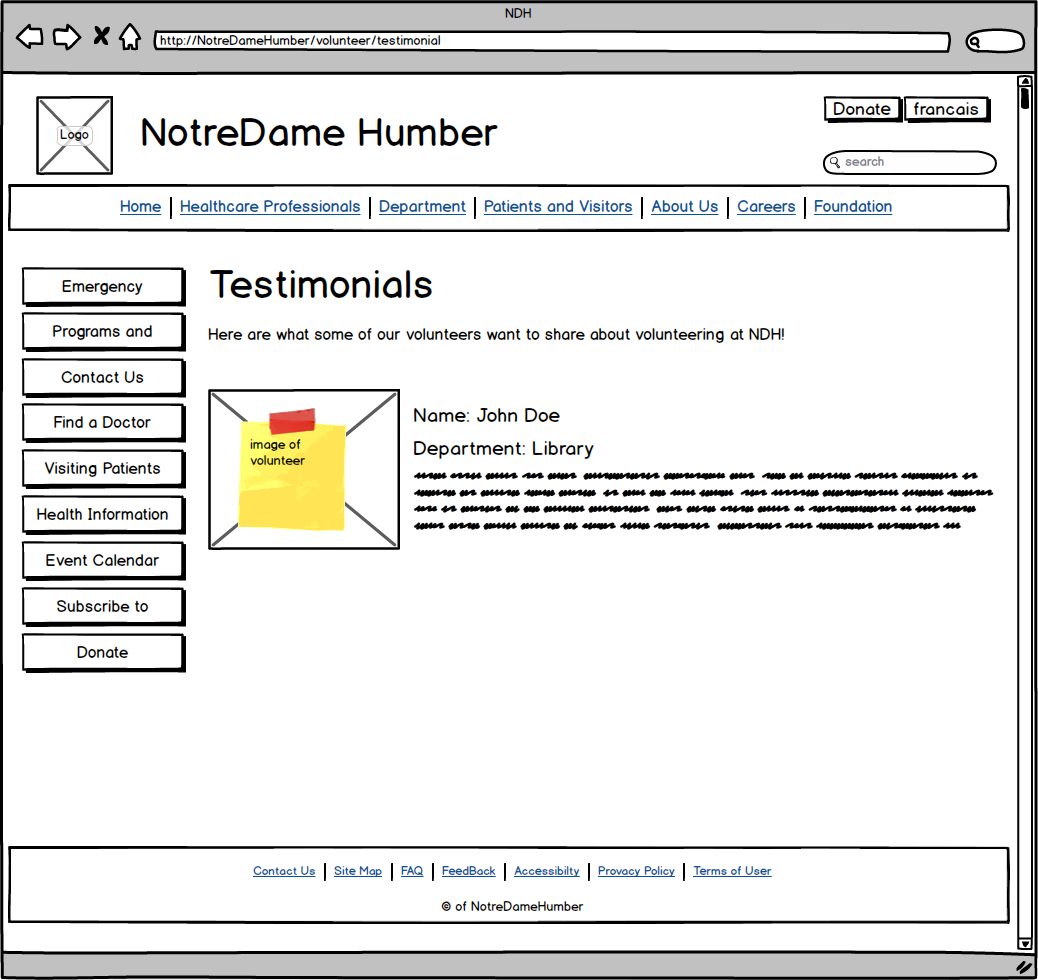 NDH
http://NotreDameHumber/volunteer/testimonial
Logo
NotreDame Humber
Donate
francais
search
Home Healthcare Professionals Department Patients and Visitors About Us Careers Foundation
Emergency
Programs and
Contact Us
Find a Doctor
Visiting Patients
Health Information
Event Calendar
Subscribe to
Donate
Testimonials
Here are what some of our volunteers want to share about volunteering at NDH!
image of
volunteer
Name: John Doe
Department: Library
Contact Us Site Map FAQ FeedBack Accessibilty Provacy Policy Terms of User
© of NotreDameHumber